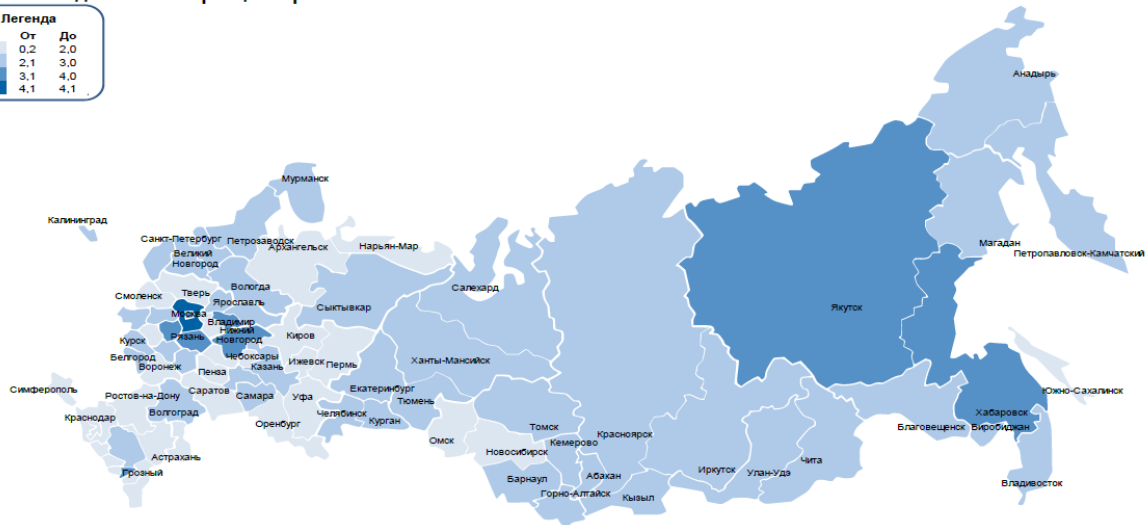 Легенда
От До
0,2 2,0
2,1 3,0
3,1 4,0
4,1 4,1
Анадырь
Мурманск
Калининград
Санкт-Петербург
Петрозаводск
Архангельск
Нарьян-Мар
Великий
Новгород
Магадан
Петропавловск-Камчатский
Салехард
Вологда
Тверь
Смоленск
Ярославль
Сыктывкар
Якутск
Москва
Владимир
Нижний
Новгород
Рязань
Киров
Курск
Чебоксары
Белгород
Воронеж
Казань
Ижевск
Пермь
Ханты-Мансийск
Пенза
Симферополь
Екатеринбург
Южно-Сахалинск
Ростов-на-Дону
Саратов
Самара
Уфа
Тюмень
Краснодар
Волгоград
Челябинск
Курган
Хабаровск
Оренбург
Томск
Благовещенск
Биробиджан
Красноярск
Омск
Кемерово
Новосибирск
Астрахань
Чита
Грозный
Иркутск
Улан-Удэ
Абакан
Барнаул
Владивосток
Горно-Алтайск
Кызыл